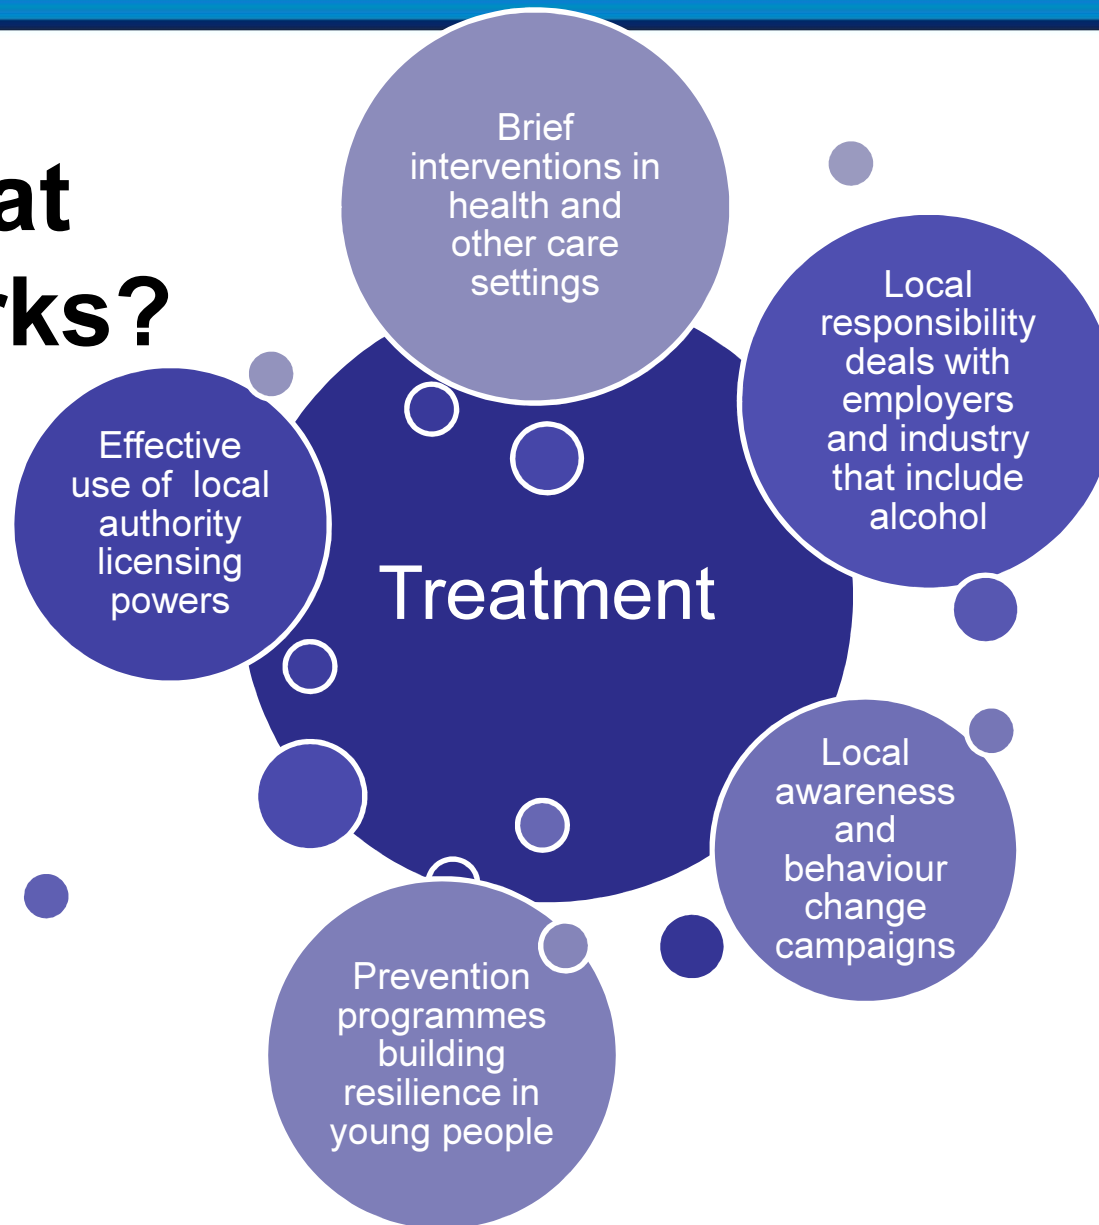 at
rks?
Brief
interventions in
health and
other care
settings
Local
responsibility
deals with
employers
and industry
that include
alcohol
Effective
use of  local
authority
licensing
powers
Treatment
Local
awareness
and
behaviour
change
campaigns
Prevention
programmes
building
resilience in
young people